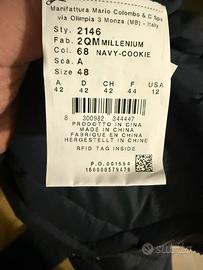 Manifattura Mario Colombo & C Spa
via Olimpia 3 Monza (MB) - Italy
Sty. 2146
Fab. 2QM MILLENIUM
Col. 68 NAVY-COOKIE
Sca. A
Size 48
A D CH F USA
42 42 42 44 12
8 300982 344447
PRODOTTO IN CINA
MADE IN CHINA
FABRIQUE EN CHINE
HERGESTELLT IN CHINA
RFID TAG INSIDE
P.O. 001554
160000579478
subito